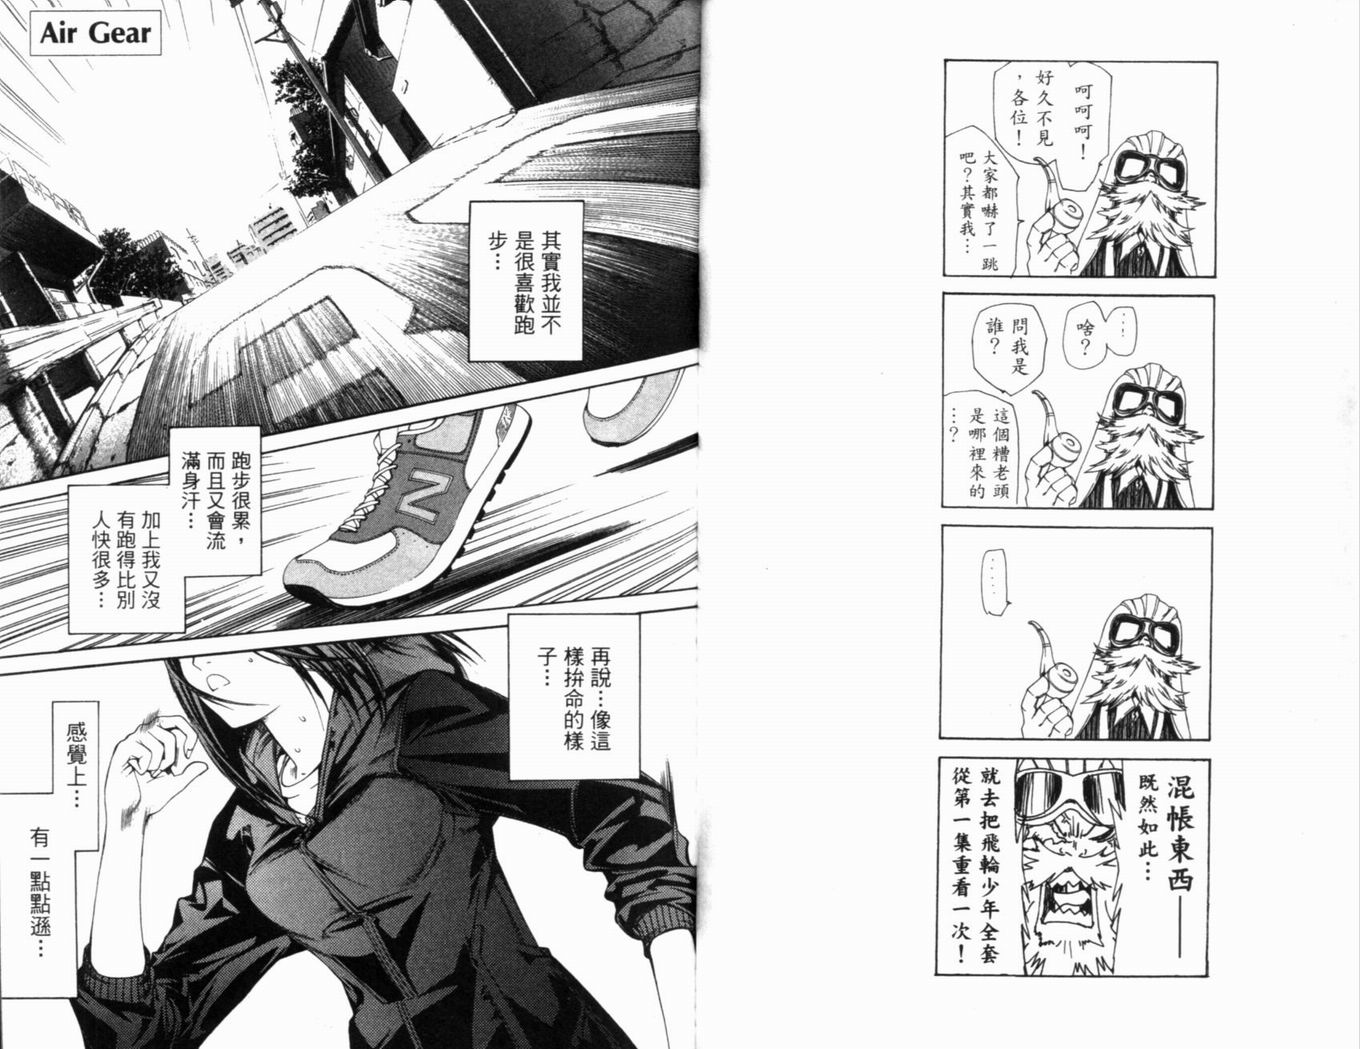 呵呵呵！
好久不見
，各位！
大家都嚇了一跳
吧？其實我…
…
啥？
問我是
誰？
這個糟老頭
是哪裡來的
…？
……
混帳東西——
既然如此…
就去把飛輪少年全套
從第一集重看一次！
Air Gear
其實我並不
是很喜歡跑
步…
跑步很累，
而且又會流
滿身汗…
加上我又沒
有跑得比別
人快很多…
N
再說…像這
樣拚命的樣
子…
感覺上…
有一點點遜…